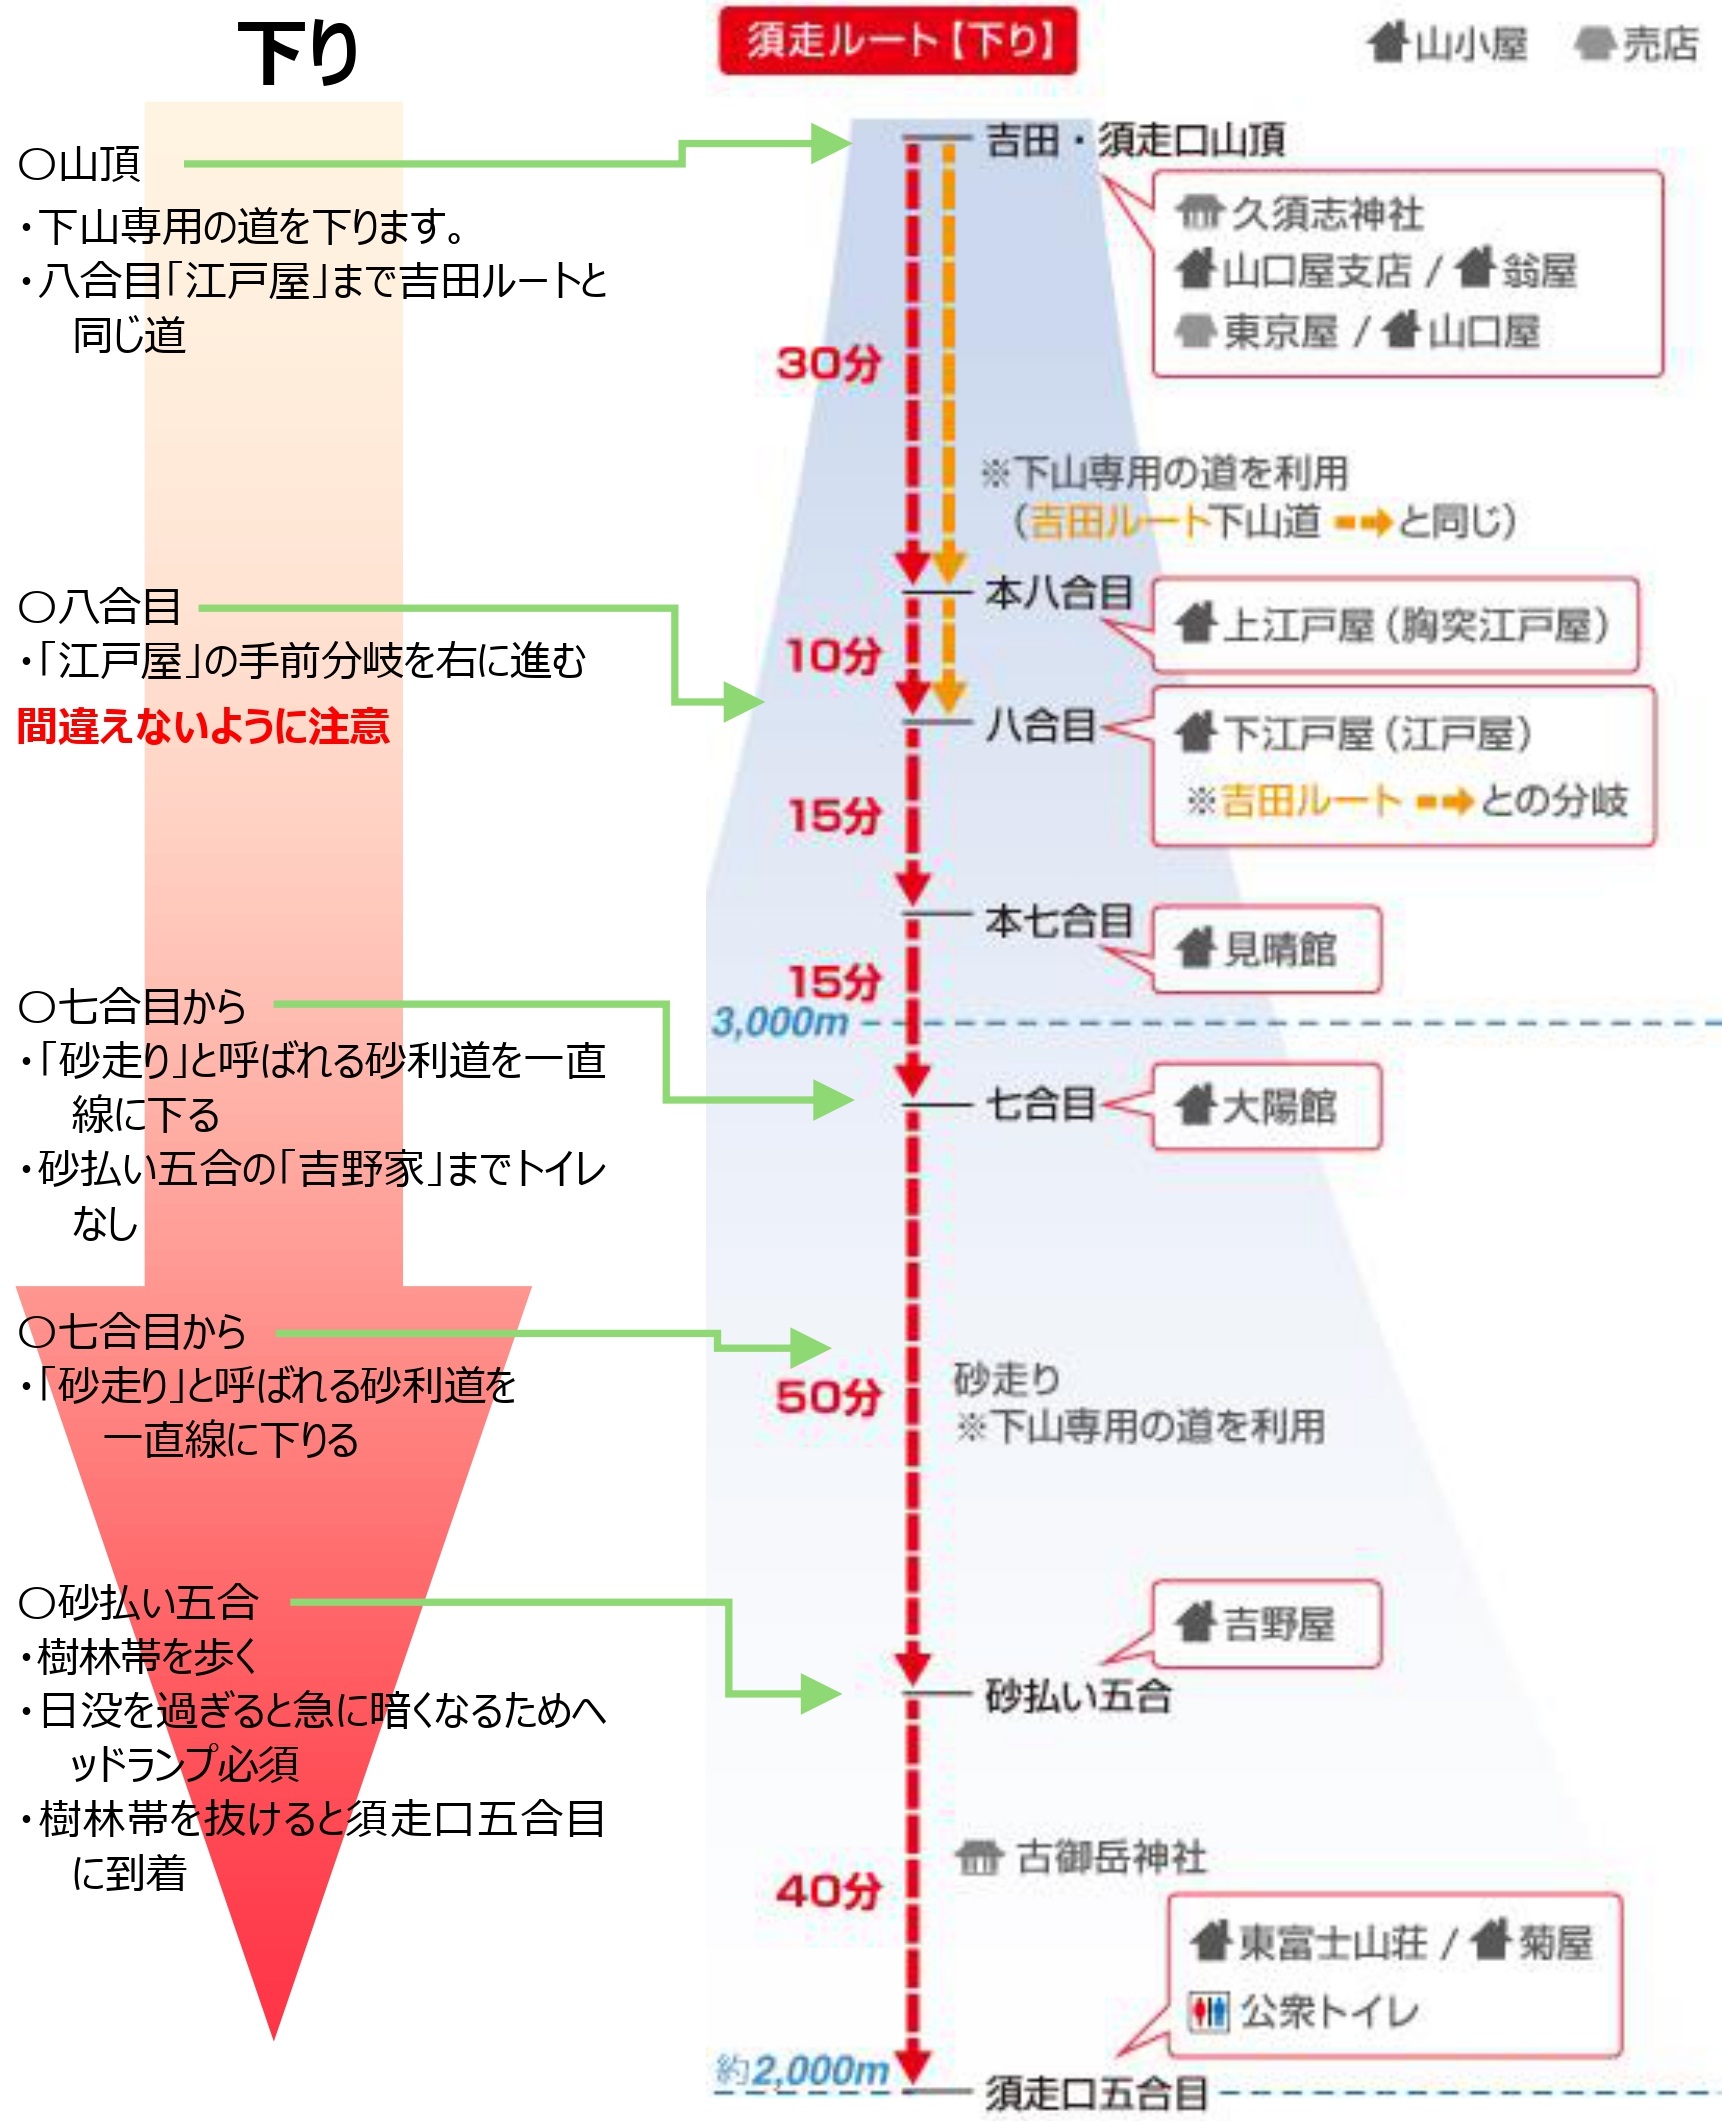 下り
〇山頂
・下山専用の道を下ります。
・八合目「江戸屋」まで吉田ルートと
同じ道
〇八合目
・「江戸屋」の手前分岐を右に進む
間違えないように注意
〇七合目から
・「砂走り」と呼ばれる砂利道を一直
線に下る
・砂払い五合の「吉野家」までトイレ
なし
〇七合目から
・「砂走り」と呼ばれる砂利道を
一直線に下りる
〇砂払い五合
・樹林帯を歩く
・日没を過ぎると急に暗くなるためヘ
ッドランプ必須
・樹林帯を抜けると須走口五合目
に到着
須走ルート【下り】
山小屋 売店
吉田・須走口山頂
久須志神社
山口屋支店 / 翁屋
東京屋 / 山口屋
30分
※下山専用の道を利用
(吉田ルート下山道 と同じ)
本八合目
上江戸屋(胸突江戸屋)
10分
八合目
下江戸屋(江戸屋)
※吉田ルート との分岐
15分
本七合目
見晴館
15分
3,000m
七合目
大陽館
50分
砂走り
※下山専用の道を利用
吉野屋
砂払い五合
40分
古御岳神社
東富士山荘 / 菊屋
公衆トイレ
約2,000m
須走口五合目